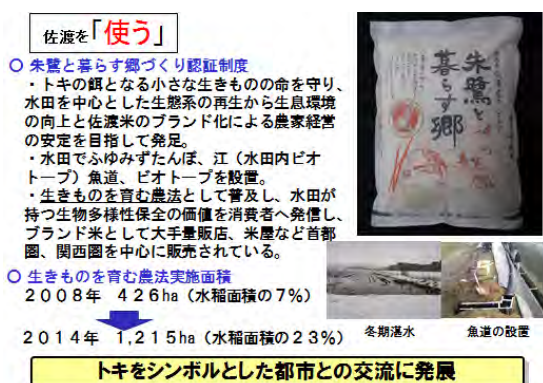 佐渡を「使う」
○ 朱鷺と暮らす郷づくり認証制度
・トキの餌となる小さな生きものの命を守り、
水田を中心とした生態系の再生から生息環境
の向上と佐渡米のブランド化による農家経営
の安定を目指して発足。
・水田でふゆみずたんぼ、江（水田内ビオ
トープ）魚道、ビオトープを設置。
・生きものを育む農法として普及し、水田が
持つ生物多様性保全の価値を消費者へ発信し、
ブランド米として大手量販店、米屋など首都
圏、関西圏を中心に販売されている。
○ 生きものを育む農法実施面積
２００８年 ４２６ha（水稲面積の７％）
２０１４年 １,２１５ha（水稲面積の２３％）
朱鷺と
暮らす郷
冬期湛水
魚道の設置
トキをシンボルとした都市との交流に発展